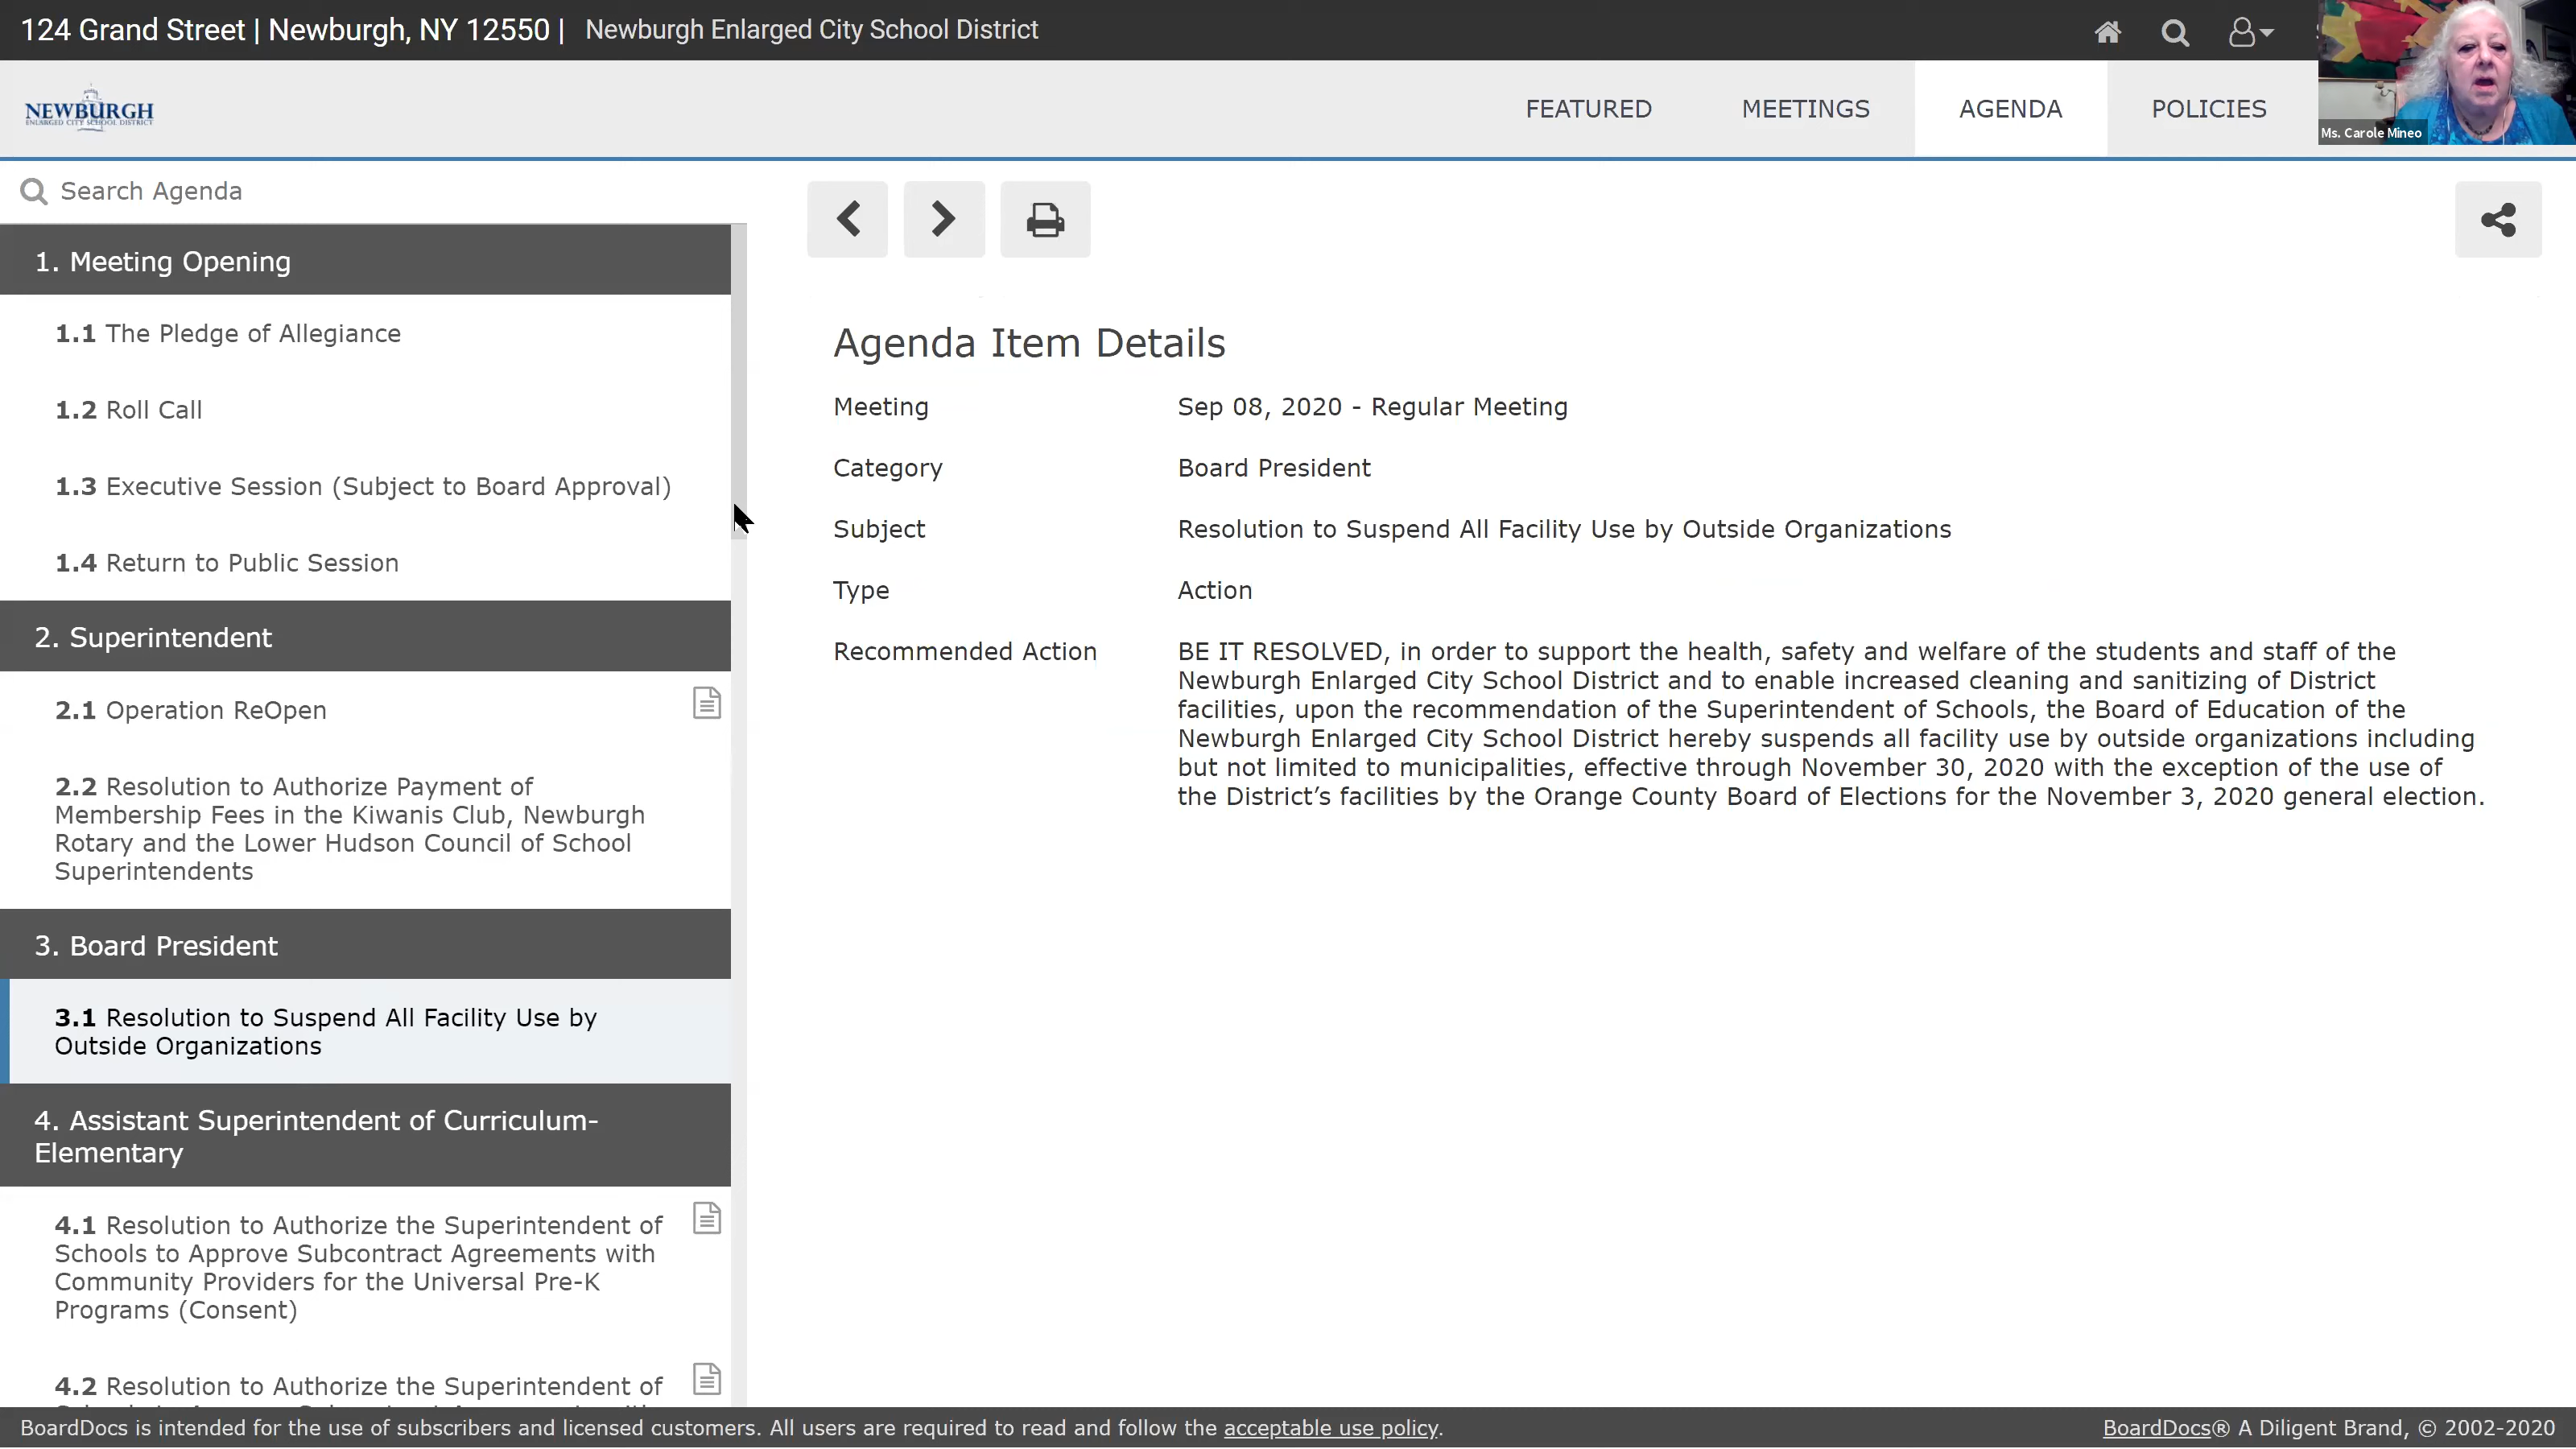 124 Grand Street | Newburgh, NY 12550 | Newburgh Enlarged City School District
NEWBURGH
ENLARGED CITY SCHOOL DISTRICT
FEATURED
MEETINGS
AGENDA
POLICIES
Ms. Carole Mineo
Search Agenda
1. Meeting Opening
1.1 The Pledge of Allegiance
1.2 Roll Call
1.3 Executive Session (Subject to Board Approval)
1.4 Return to Public Session
2. Superintendent
2.1 Operation ReOpen
2.2 Resolution to Authorize Payment of
Membership Fees in the Kiwanis Club, Newburgh
Rotary and the Lower Hudson Council of School
Superintendents
3. Board President
3.1 Resolution to Suspend All Facility Use by
Outside Organizations
4. Assistant Superintendent of Curriculum-
Elementary
4.1 Resolution to Authorize the Superintendent of
Schools to Approve Subcontract Agreements with
Community Providers for the Universal Pre-K
Programs (Consent)
4.2 Resolution to Authorize the Superintendent of
Agenda Item Details
Meeting Sep 08, 2020 - Regular Meeting
Category Board President
Subject Resolution to Suspend All Facility Use by Outside Organizations
Type Action
Recommended Action BE IT RESOLVED, in order to support the health, safety and welfare of the students and staff of the
Newburgh Enlarged City School District and to enable increased cleaning and sanitizing of District
facilities, upon the recommendation of the Superintendent of Schools, the Board of Education of the
Newburgh Enlarged City School District hereby suspends all facility use by outside organizations including
but not limited to municipalities, effective through November 30, 2020 with the exception of the use of
the District's facilities by the Orange County Board of Elections for the November 3, 2020 general election.
BoardDocs is intended for the use of subscribers and licensed customers. All users are required to read and follow the acceptable use policy.
BoardDocs® A Diligent Brand, © 2002-2020